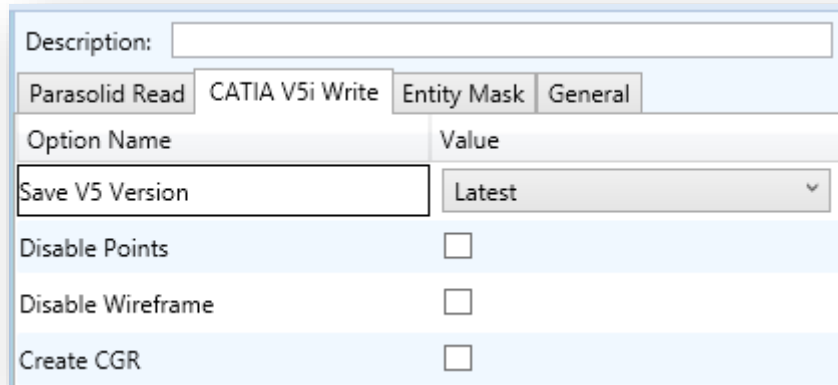 Description:
Parasolid Read CATIA V5i Write Entity Mask General
Option Name Value
Save V5 Version Latest
Disable Points
Disable Wireframe
Create CGR